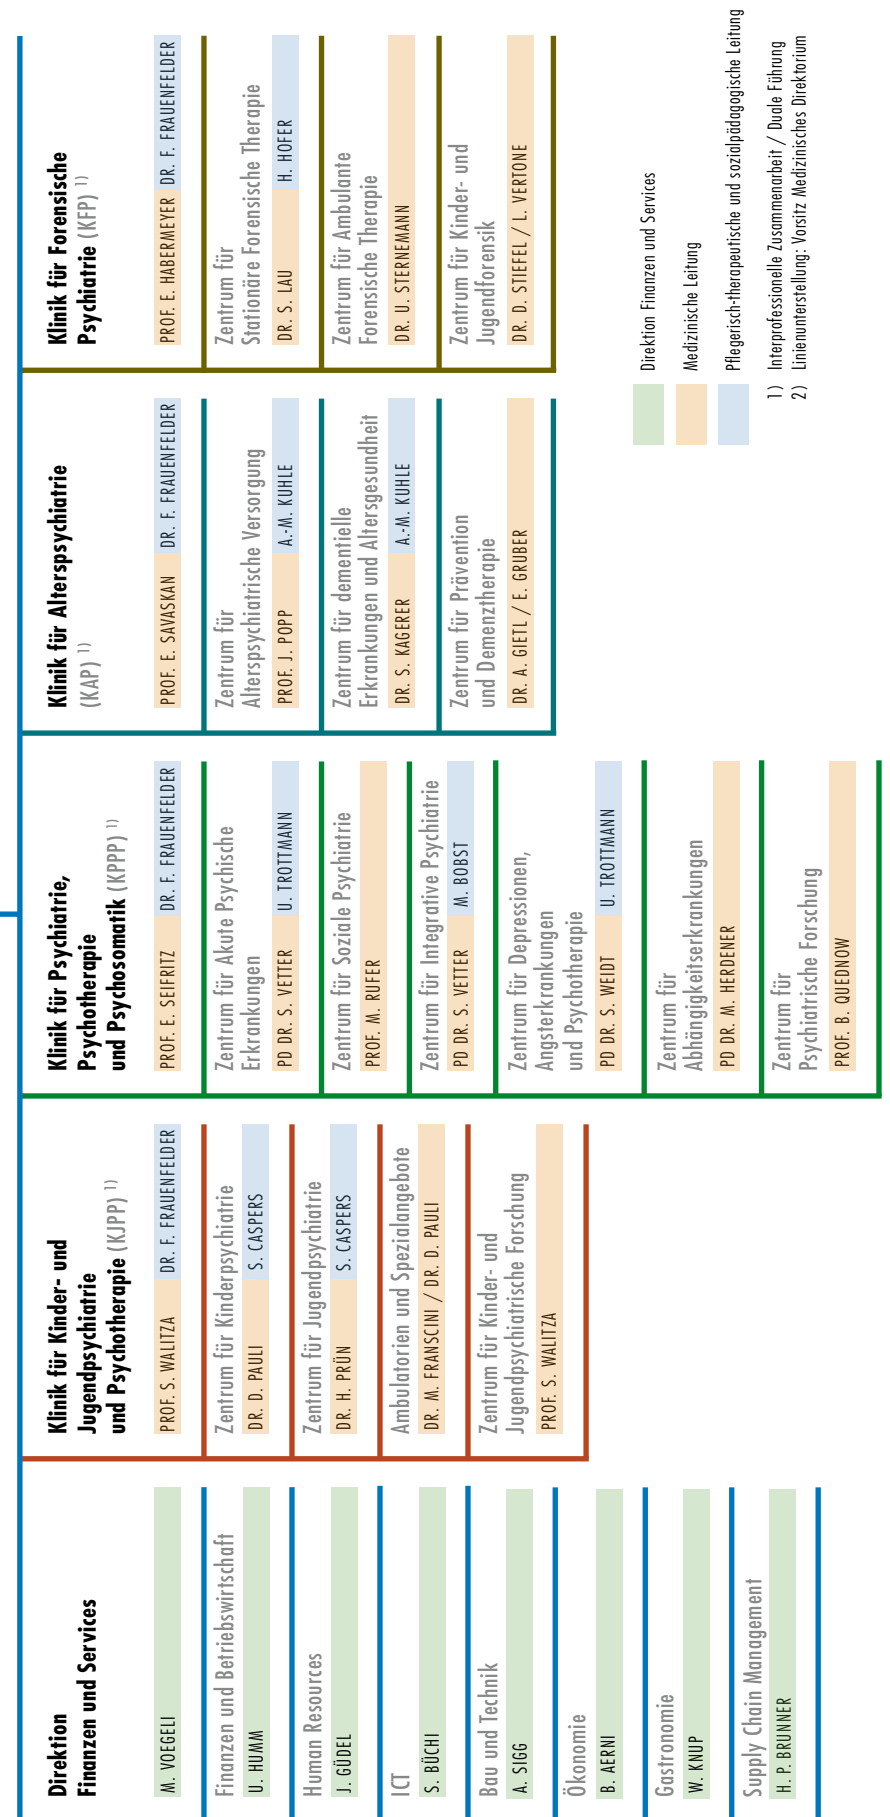 Direktion
Finanzen und Services
M. VOEGELI
Finanzen und Betriebswirtschaft
U. HUMM
Human Resources
J. GÜDEL
ICT
S. BÜCHI
Bau und Technik
A. SIGG
Ökonomie
B. AERNI
Gastronomie
W. KNUP
Supply Chain Management
H. P. BRUNNER
Klinik für Kinder- und
Jugendpsychiatrie
und Psychotherapie (KJPP) 1)
PROF. S. WALITZA DR. F. FRAUENFELDER
Zentrum für Kinderpsychiatrie
DR. D. PAULI S. CASPERS
Zentrum für Jugendpsychiatrie
DR. H. PRÜN S. CASPERS
Ambulatorien und Spezialangebote
DR. M. FRANSCINI / DR. D. PAULI
Zentrum für Kinder- und
Jugendpsychiatrische Forschung
PROF. S. WALITZA
Klinik für Psychiatrie,
Psychotherapie
und Psychosomatik (KPPP) 1)
PROF. E. SEIFRITZ DR. F. FRAUENFELDER
Zentrum für Akute Psychische
Erkrankungen
PD DR. S. VETTER U. TROTTMANN
Zentrum für Soziale Psychiatrie
PROF. M. RUFER
Zentrum für Integrative Psychiatrie
PD DR. S. VETTER M. BOBST
Zentrum für Depressionen,
Angsterkrankungen
und Psychotherapie
PD DR. S. WEIDT U. TROTTMANN
Zentrum für
Abhängigkeitserkrankungen
PD DR. M. HERDENER
Zentrum für
Psychiatrische Forschung
PROF. B. QUEDNOW
Klinik für Alterspsychiatrie
(KAP) 1)
PROF. E. SAVASKAN DR. F. FRAUENFELDER
Zentrum für
Alterspsychiatrische Versorgung
PROF. J. POPP A.-M. KUHLE
Zentrum für dementielle
Erkrankungen und Altersgesundheit
DR. S. KAGERER A.-M. KUHLE
Zentrum für Prävention
und Demenztherapie
DR. A. GIETL / E. GRUBER
Klinik für Forensische
Psychiatrie (KFP) 1)
PROF. E. HABERMEYER DR. F. FRAUENFELDER
Zentrum für
Stationäre Forensische Therapie
DR. S. LAU H. HOFER
Zentrum für Ambulante
Forensische Therapie
DR. U. STERNEMANN
Zentrum für Kinder- und
Jugendforensik
DR. D. STIEFEL / L. VERTONE
Direktion Finanzen und Services
Medizinische Leitung
Pflegerisch-therapeutische und sozialpädagogische Leitung
1) Interprofessionelle Zusammenarbeit / Duale Führung
2) Linienunterstellung: Vorsitz Medizinisches Direktorium